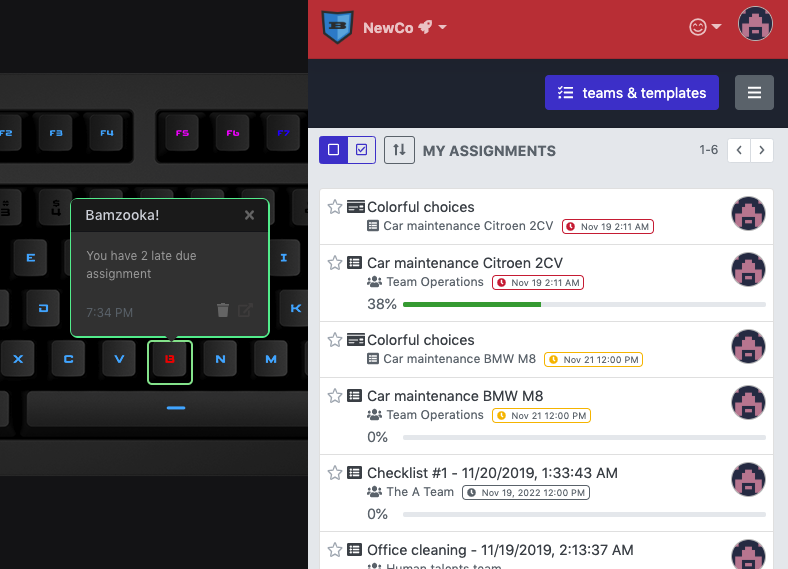 F2
F3
F4
F5
F6
F7
3
S
4
E
I
Bamzooka!
You have 2 late due
assignment
7:34 PM
D
K
X
C
V
B
N
M
B
NewCo
teams & templates
MY ASSIGNMENTS
1-6
Colorful choices
Car maintenance Citroen 2CV Nov 19 2:11 AM
Car maintenance Citroen 2CV
Team Operations Nov 19 2:11 AM
38%
Colorful choices
Car maintenance BMW M8 Nov 21 12:00 PM
Car maintenance BMW M8
Team Operations Nov 21 12:00 PM
0%
Checklist #1 - 11/20/2019, 1:33:43 AM
The A Team Nov 19, 2022 12:00 PM
0%
Office cleaning - 11/19/2019, 2:13:37 AM
Human talents team